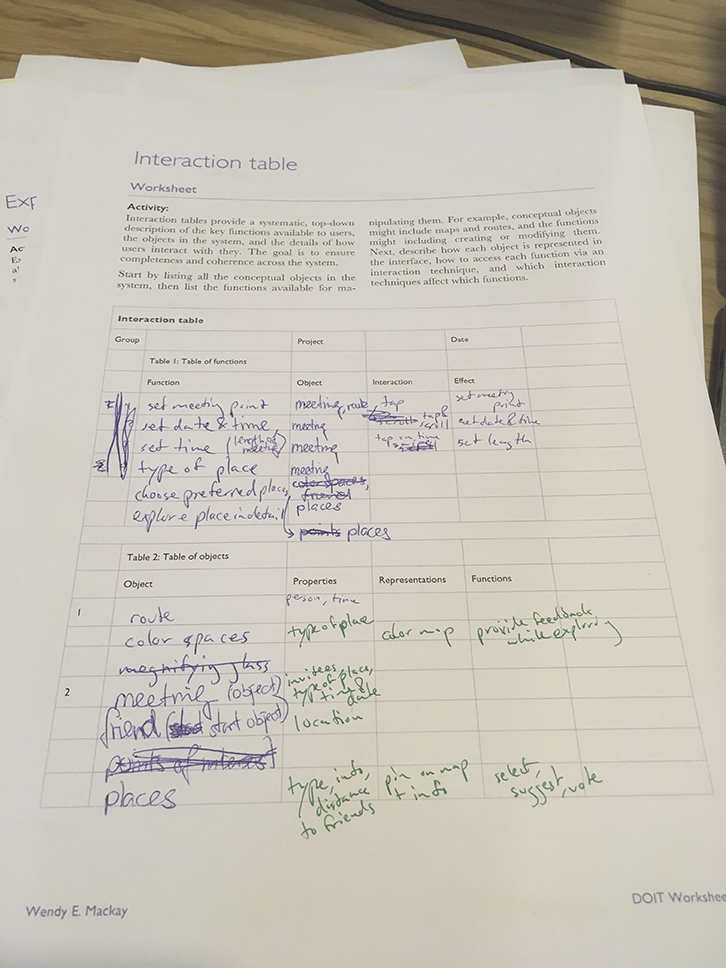 Interaction table
Worksheet
Activity:
Interaction tables provide a systematic, top-down
description of the key functions available to users,
the objects in the system, and the details of how
users interact with they. The goal is to ensure
completeness and coherence across the system.
Start by listing all the conceptual objects in the
system, then list the functions available for ma-
nipulating them. For example, conceptual objects
might include maps and routes, and the functions
might including creating or modifying them.
Next, describe how each object is represented in
the interface, how to access each function via an
interaction technique, and which interaction
techniques affect which functions.
Interaction table
Group Project Date
Table 1: Table of functions
Function Object Interaction Effect
set meeting point meeting, route, tap set meeting point
set date & time, meeting tap & scroll set date & time
set time (length of meeting) meeting tap on time set length
type of place meeting
choose preferred places, color spaces, friend
explore place in detail places
points places
Table 2: Table of objects
Object Properties Representations Functions
1 route person, time
color spaces type of place color map provide feedback while exploring
magnifying glass
2 meeting (object) invitees, type of place, time & date
friend (start object) location
points of interest
places type, info, distance to friends pin on map + info select, suggest, vote
Wendy E. Mackay
DOIT Workshee
EXP
Wo
Ac